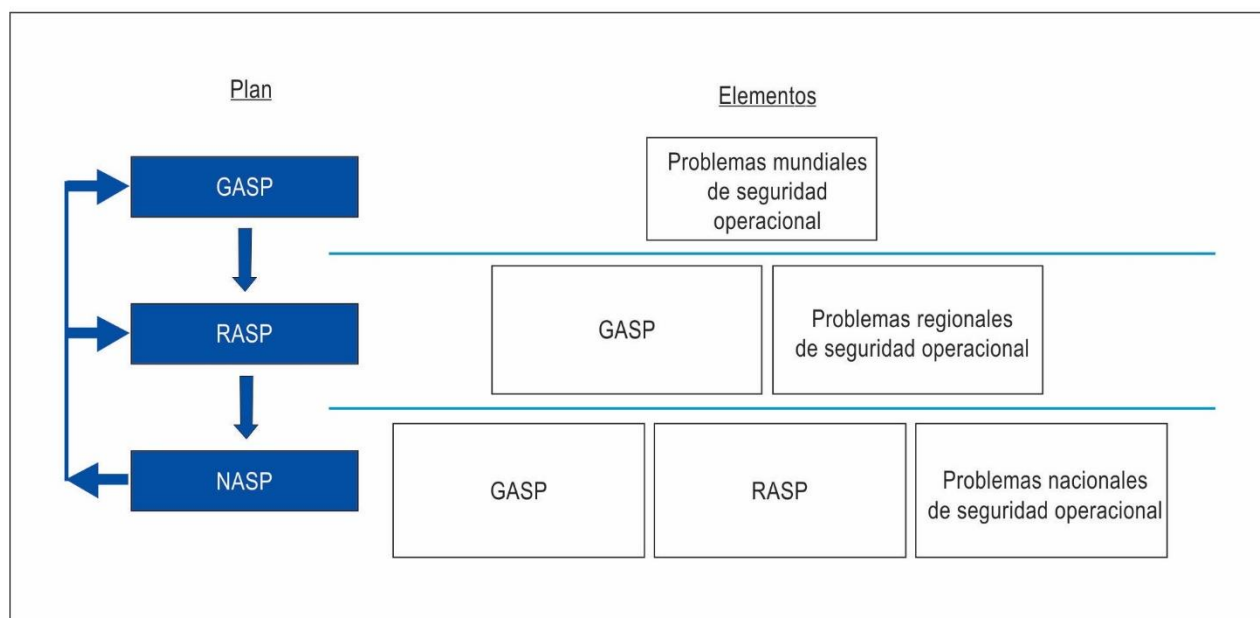 Plan
Elementos
GASP
Problemas mundiales
de seguridad
operacional
RASP
GASP
Problemas regionales
de seguridad operacional
NASP
GASP
RASP
Problemas nacionales
de seguridad operacional